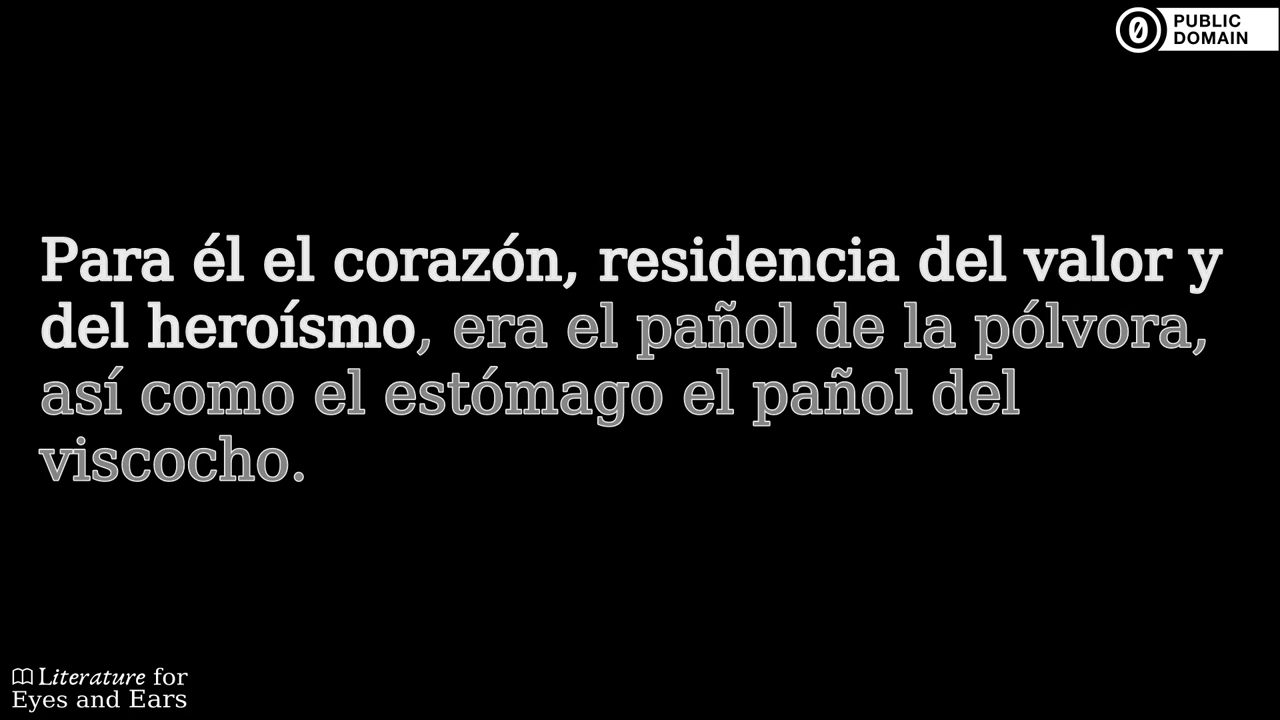 PUBLIC
DOMAIN
Para él el corazón, residencia del valor y
del heroísmo, era el pañol de la pólvora,
así como el estómago el pañol del
viscocho.
Literature for
Eyes and Ears